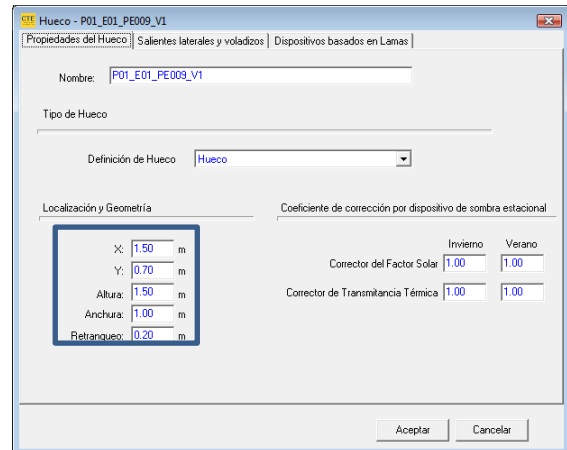 CTE Hueco - P01_E01_PE009_V1
Propiedades del Hueco Salientes laterales y voladizos Dispositivos basados en Lamas
Nombre: P01_E01_PE009_V1
Tipo de Hueco
Definición de Hueco Hueco
Localización y Geometría Coeficiente de corrección por dispositivo de sombra estacional
Invierno Verano
X: 1.50 m
Corrector del Factor Solar 1.00 1.00
Y: 0.70 m
Altura: 1.50 m Corrector de Transmitancia Térmica 1.00 1.00
Anchura: 1.00 m
Retranqueo: 0.20 m
Aceptar Cancelar